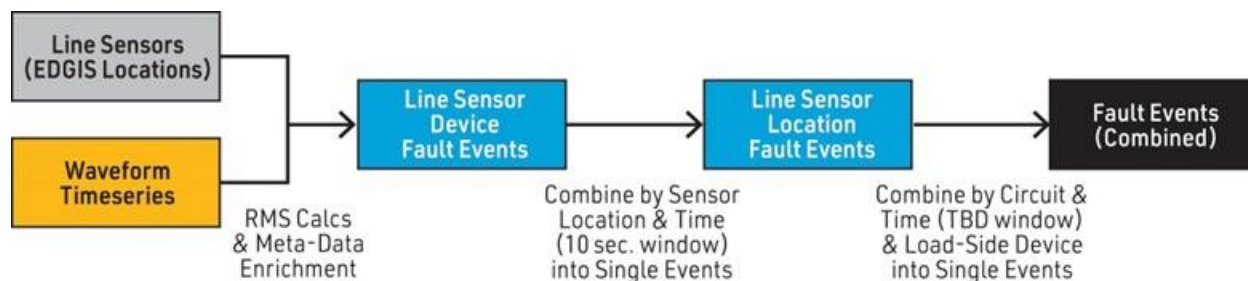 Line Sensors
(EDGIS Locations)
Waveform
Timeseries
RMS Calcs
& Meta-Data
Enrichment
Line Sensor
Device
Fault Events
Combine by Sensor
Location & Time
(10 sec. window)
into Single Events
Line Sensor
Location
Fault Events
Combine by Circuit &
Time (TBD window)
& Load-Side Device
into Single Events
Fault Events
(Combined)